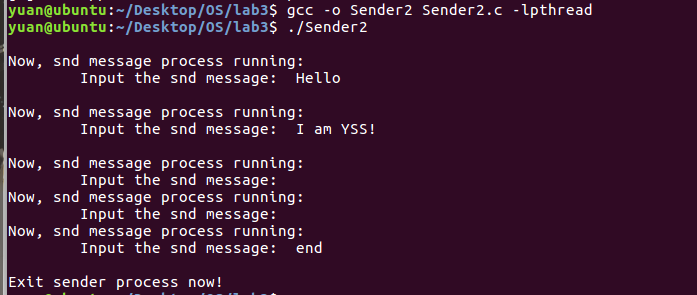 yuan@ubuntu:~/Desktop/OS/lab3$ gcc -o Sender2 Sender2.c -lpthread
yuan@ubuntu:~/Desktop/OS/lab3$ ./Sender2
Now, snd message process running:
Input the snd message:  Hello
Now, snd message process running:
Input the snd message:  I am YSS!
Now, snd message process running:
Input the snd message:
Now, snd message process running:
Input the snd message:
Now, snd message process running:
Input the snd message:  end
Exit sender process now!